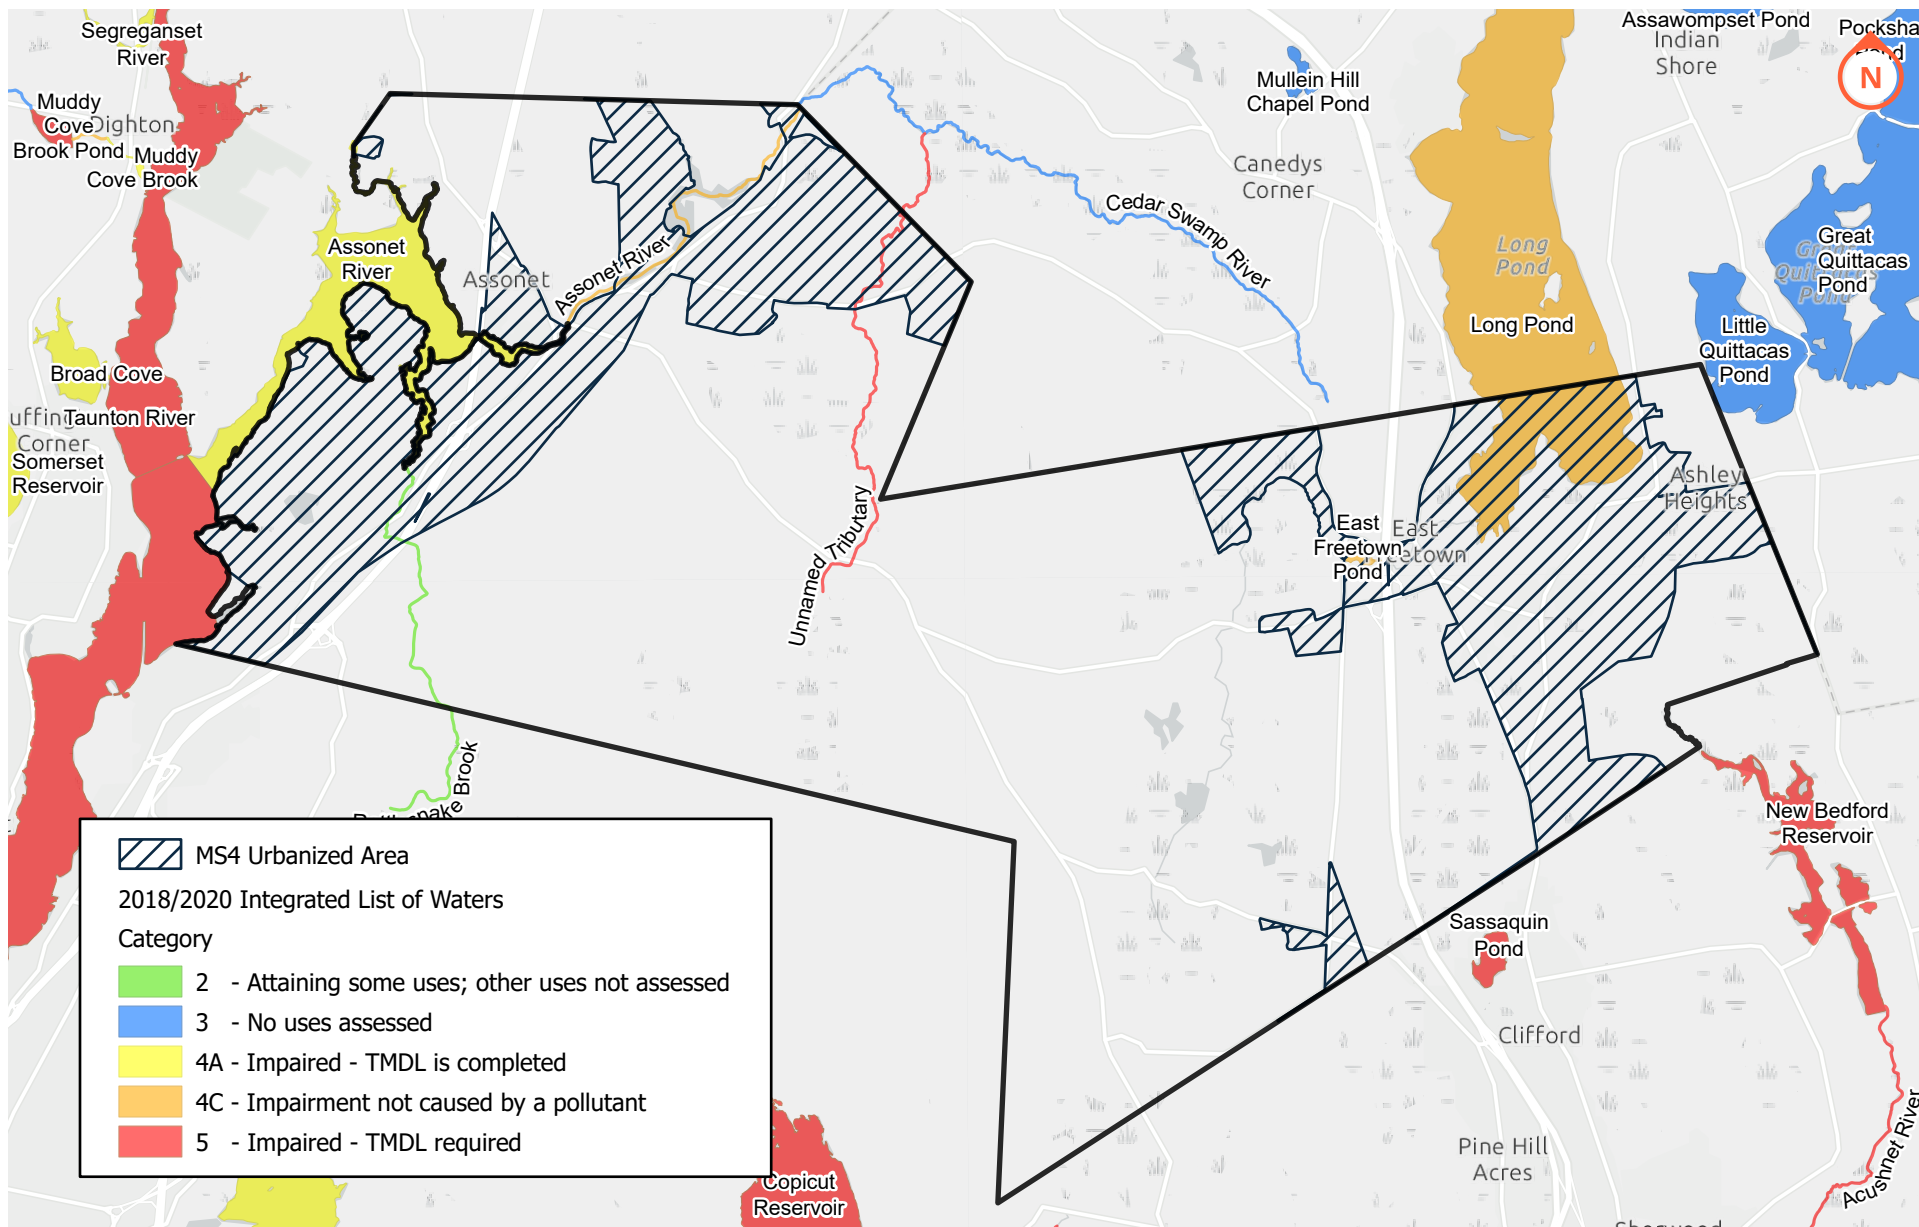 Segreganset
River
Muddy
Cove
Brook Pond
Dighton
Muddy
Cove Brook
Assonet
River
Assonet
Assonet River
Broad Cove
Taunton River
Corner
Somerset
Reservoir
Mullein Hill
Chapel Pond
Canedys
Corner
Cedar Swamp River
Unnamed Tributary
Assawompset Pond
Indian
Shore
N
Long
Pond
Long Pond
Great
Quittacas
Pond
Little
Quittacas
Pond
Ashley
Heights
East
Freetown
Pond
East
New Bedford
Reservoir
Sassaquin
Pond
Clifford
Pine Hill
Acres
Acushnet River
Brook
Copicut
Reservoir
MS4 Urbanized Area
2018/2020 Integrated List of Waters
Category
2 - Attaining some uses; other uses not assessed
3 - No uses assessed
4A - Impaired - TMDL is completed
4C - Impairment not caused by a pollutant
5 - Impaired - TMDL required